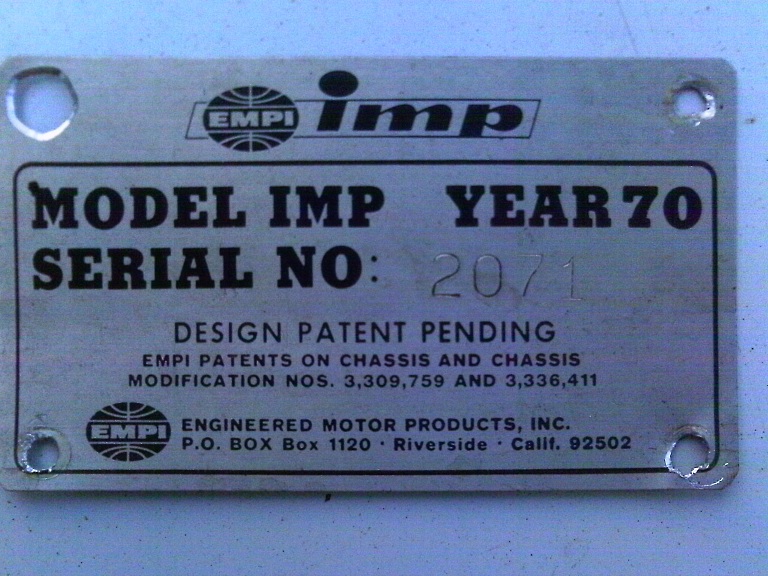 EMPI imp
MODEL IMP YEAR 70
SERIAL NO: 2071
DESIGN PATENT PENDING
EMPI PATENTS ON CHASSIS AND CHASSIS
MODIFICATION NOS. 3,309,759 AND 3,336,411
EMPI ENGINEERED MOTOR PRODUCTS, INC.
P.O. BOX Box 1120 · Riverside · Calif. 92502